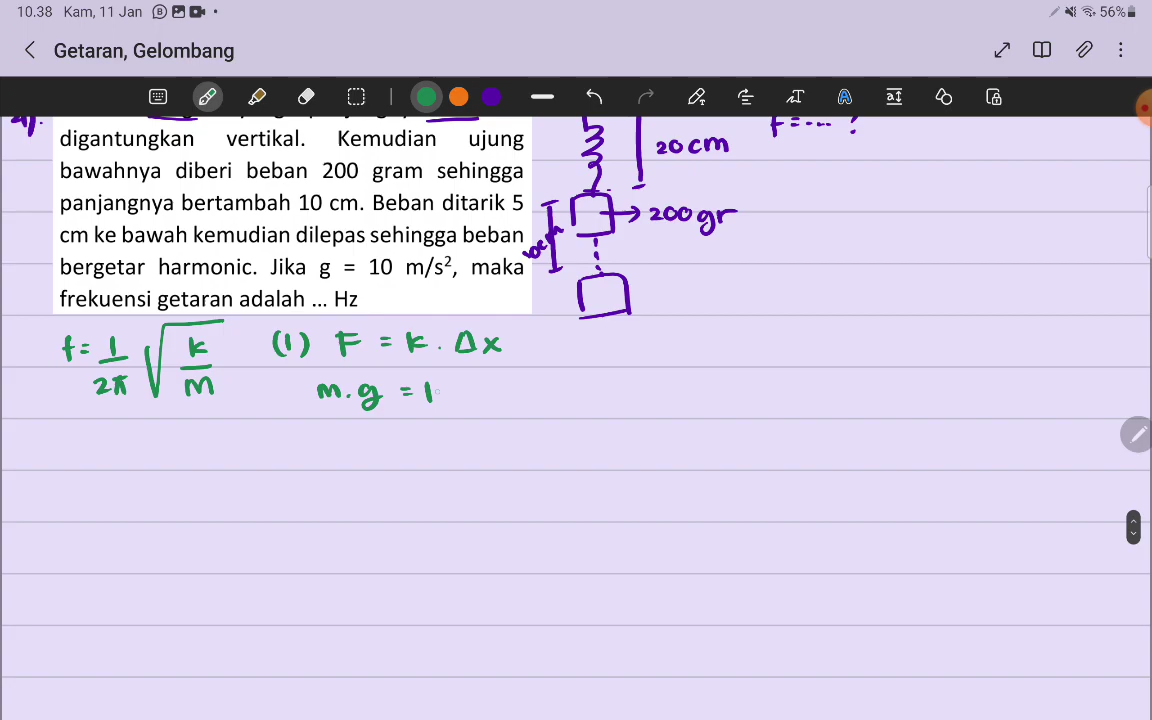 10.38 Kam, 11 Jan
56%
Getaran, Gelombang
digantungkan vertikal. Kemudian ujung
bawahnya diberi beban 200 gram sehingga
panjangnya bertambah 10 cm. Beban ditarik 5
cm ke bawah kemudian dilepas sehingga beban
bergetar harmonic. Jika g = 10 m/s², maka
frekuensi getaran adalah ... Hz
20 cm
200 gr
f = .... ?
f = 1/2π √k/m
(1) F = k . Δx
m.g =